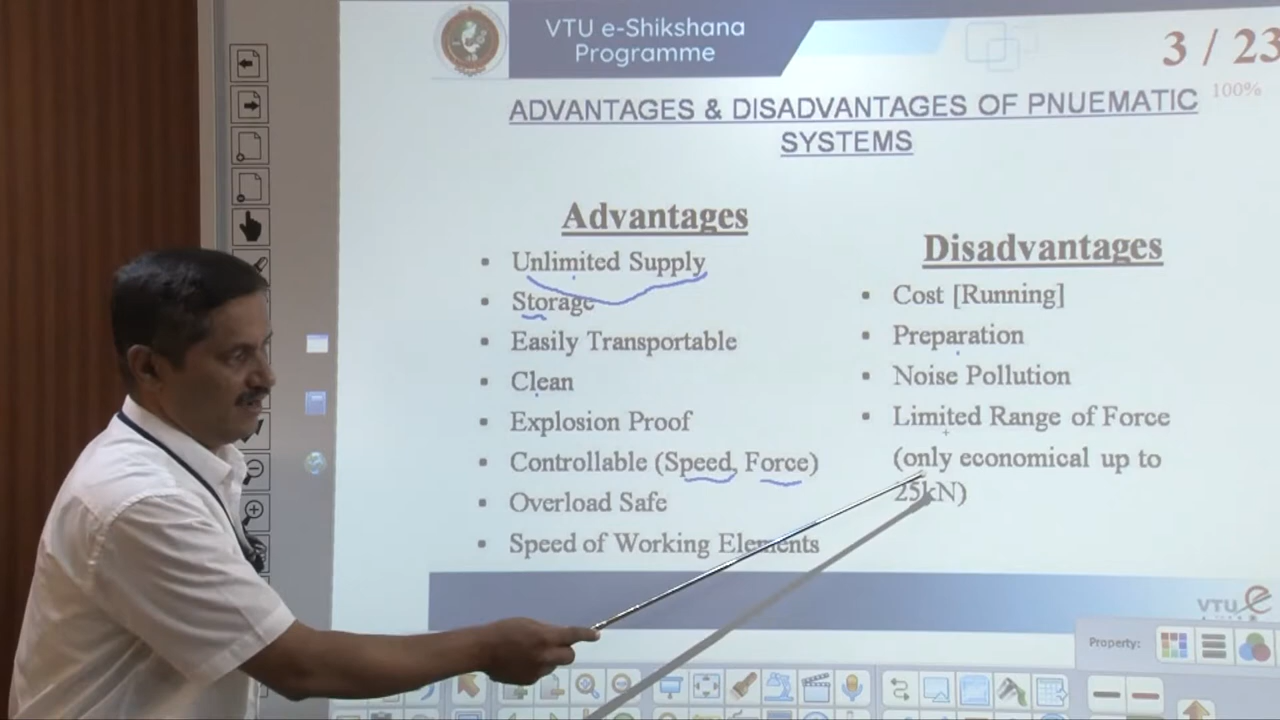 VTU e-Shikshana
Programme
3 / 23
100%
ADVANTAGES & DISADVANTAGES OF PNUEMATIC
SYSTEMS
Advantages
• Unlimited Supply
• Storage
• Easily Transportable
• Clean
• Explosion Proof
• Controllable (Speed, Force)
• Overload Safe
• Speed of Working Elements
Disadvantages
• Cost [Running]
• Preparation
• Noise Pollution
• Limited Range of Force
(only economical up to
25kN)
VTU e
Property: